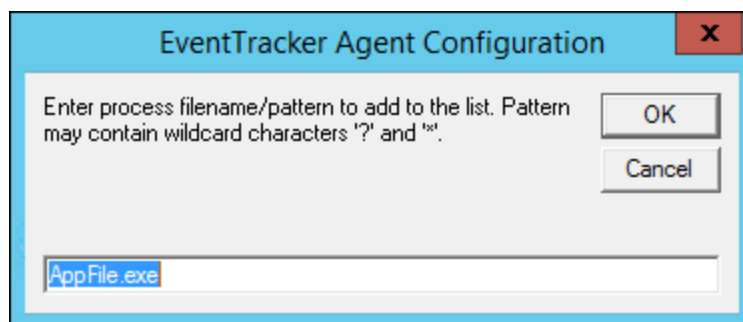 EventTracker Agent Configuration
x
Enter process filename/pattern to add to the list. Pattern
may contain wildcard characters '?' and '*'.
OK
Cancel
AppFile.exe